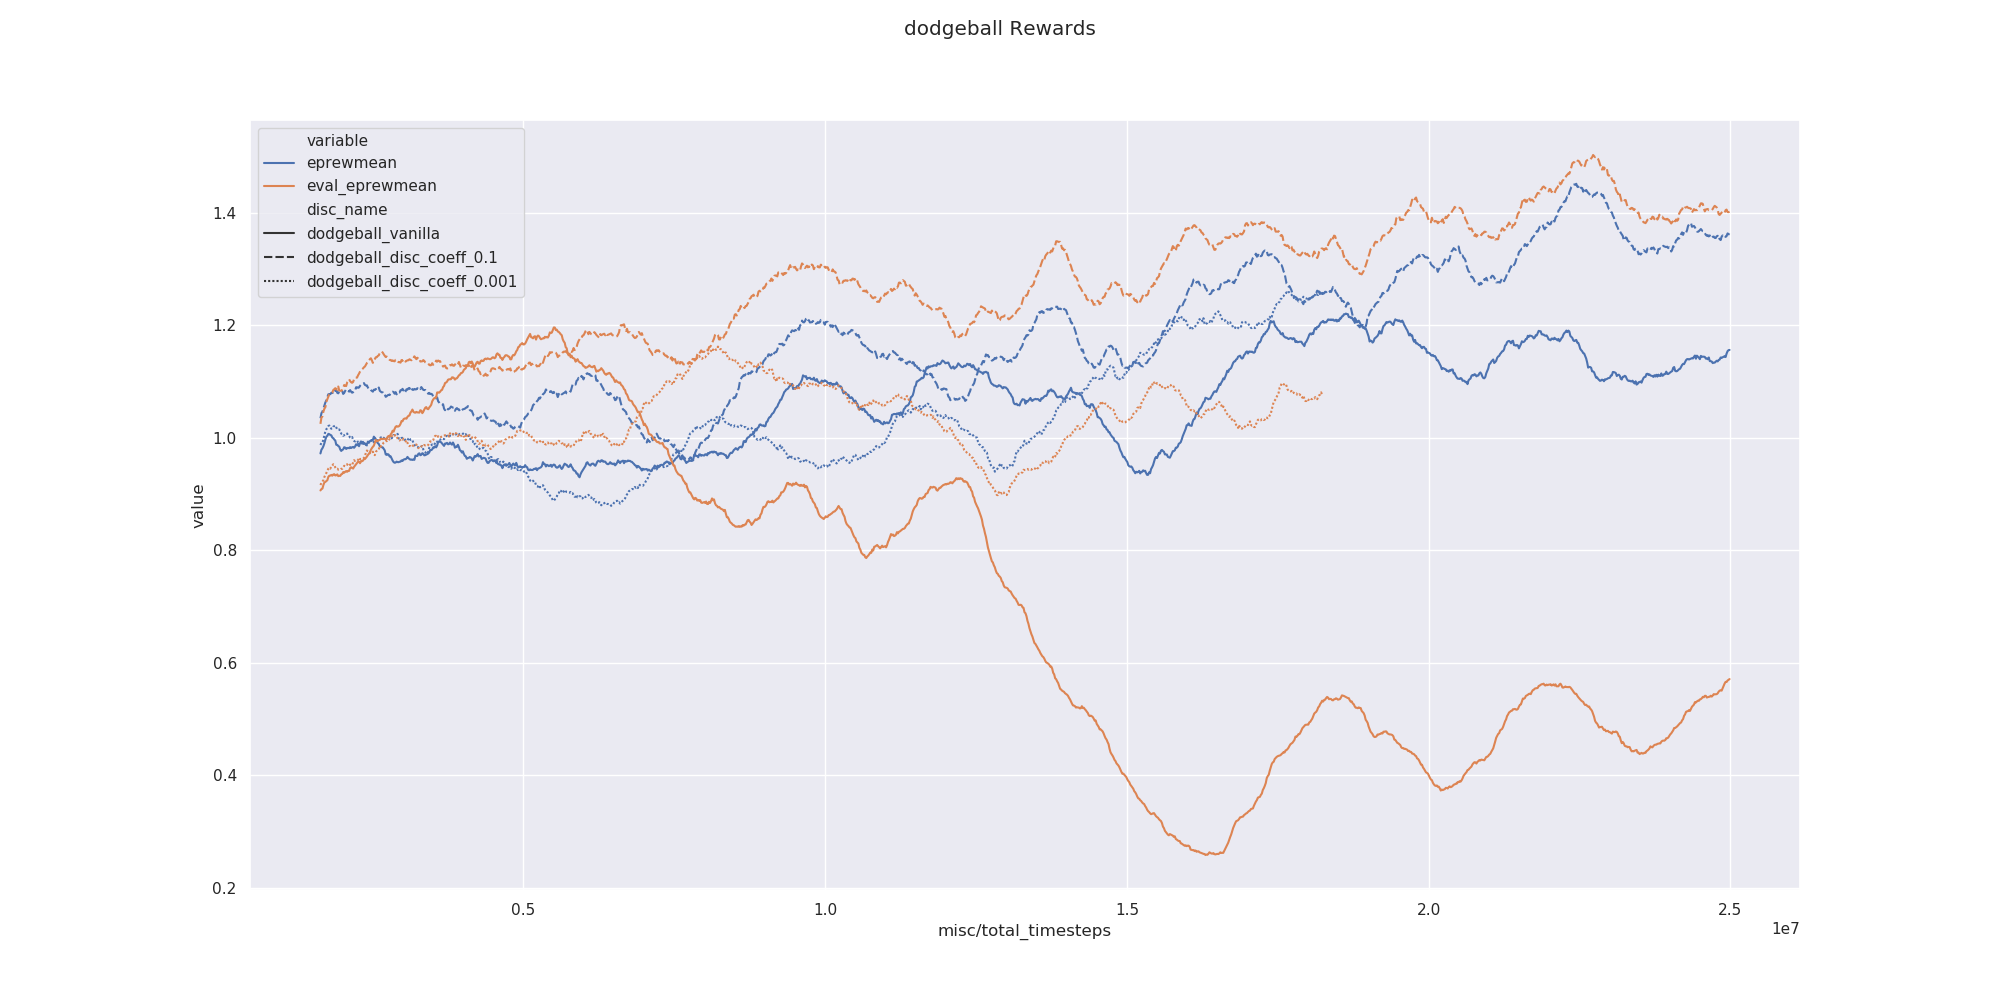 dodgeball Rewards
variable
eprewmean
eval_eprewmean
disc_name
dodgeball_vanilla
dodgeball_disc_coeff_0.1
dodgeball_disc_coeff_0.001
1.4
1.2
1.0
0.8
0.6
0.4
0.2
value
0.5 1.0 1.5 2.0 2.5
1e7
misc/total_timesteps